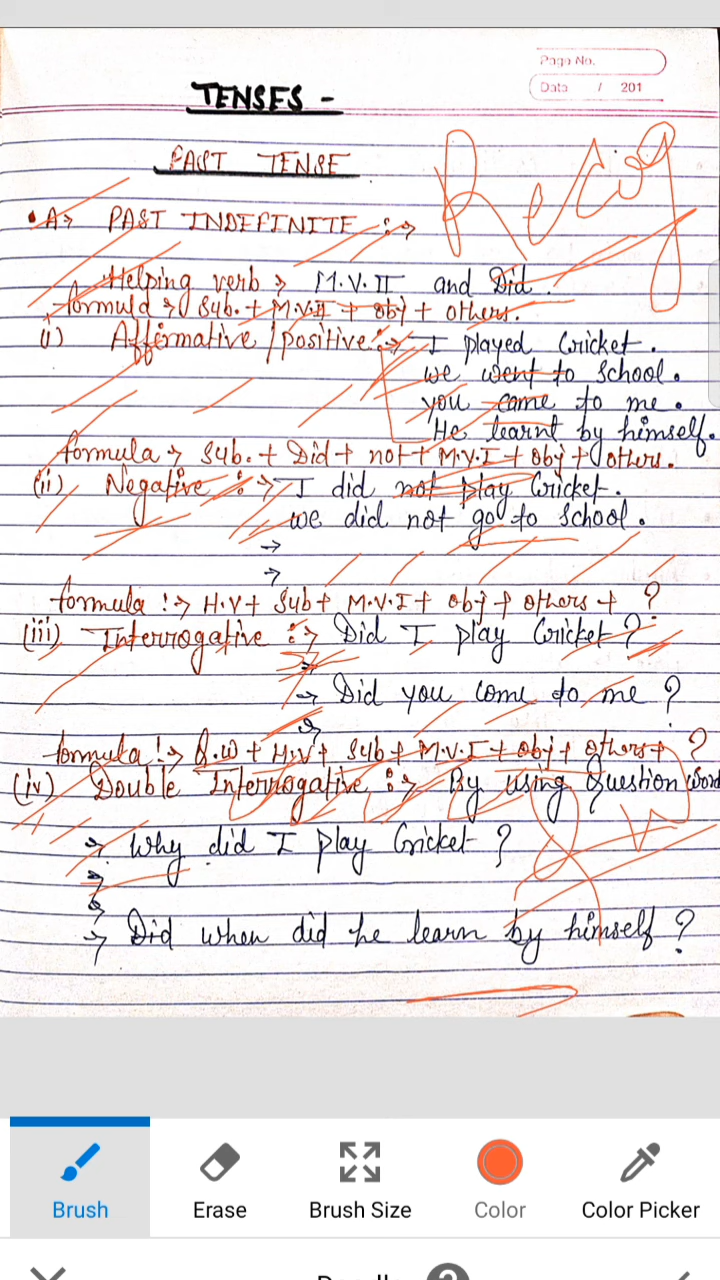 Page No.
Date / 201
TENSES -
PAST TENSE
A> PAST INDEFINITE :->
Helping verb > M.V.II and Did.
formula > Sub. + M.V.II + obj + others.
(i) Affirmative / positive :-> I played Cricket.
we went to School.
you came to me.
He learnt by himself.
formula > Sub. + Did + not + M.V.I + obj + others.
(ii) Negative :-> I did not play Cricket.
we did not go to School.
->
->
formula :-> H.V + Sub + M.V.I + obj + others + ?
(iii) Interrogative :-> Did I play Cricket?
-> Did you come to me ?
formula :-> Q.W + H.V + Sub + M.V.I + obj + others + ?
(iv) Double Interrogative :-> By using Question word
-> Why did I play Cricket ?
-> Did when did he learn by himself ?
Brush
Erase
Brush Size
Color
Color Picker